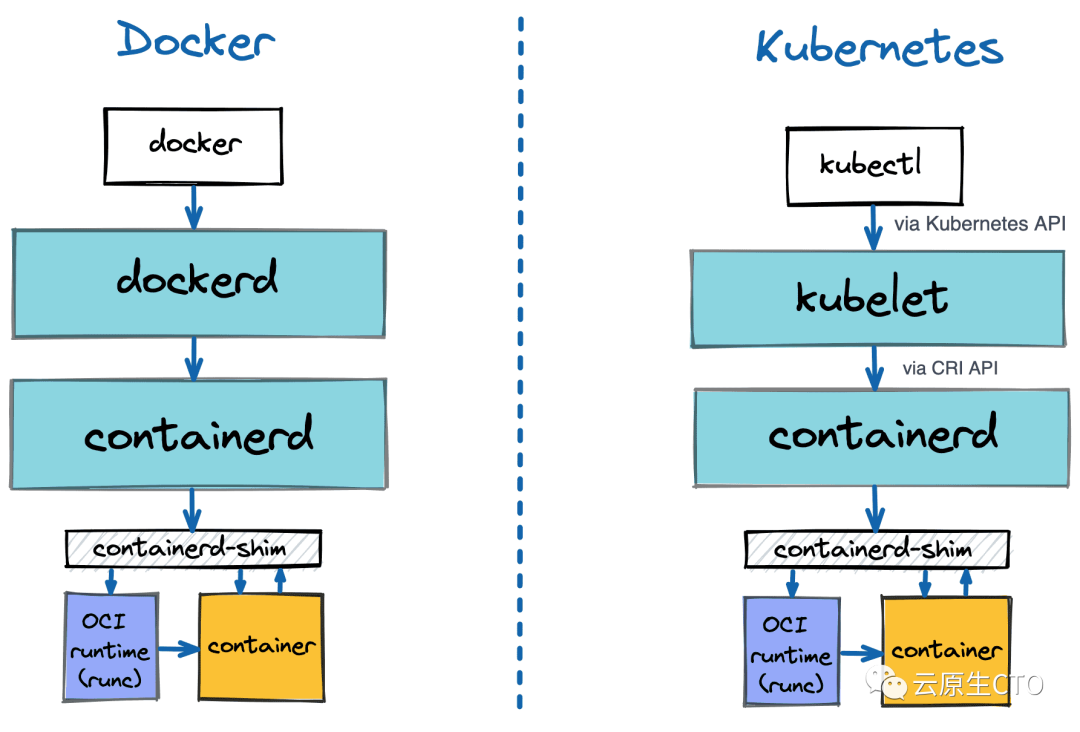 Docker
docker
dockerd
containerd
containerd-shim
OCI
runtime
(runc)
container
Kubernetes
kubectl
via Kubernetes API
kubelet
via CRI API
containerd
containerd-shim
OCI
runtime
(runc)
container
云原生CTO